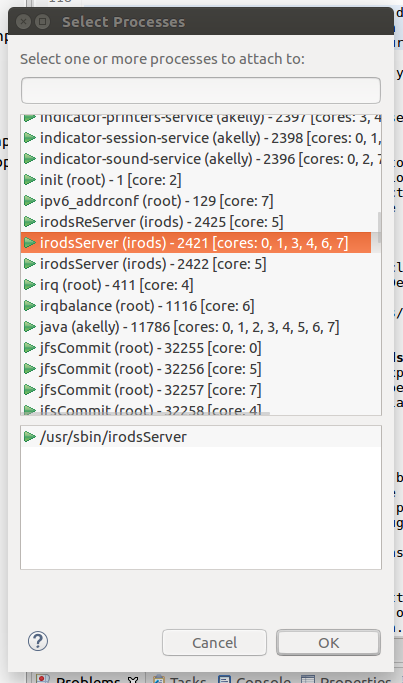 Select Processes
Select one or more processes to attach to:
indicator-printers-service (akelly) - 2397 [cores: 3, 4
indicator-session-service (akelly) - 2398 [cores: 0, 1,
indicator-sound-service (akelly) - 2396 [cores: 0, 2, 7
init (root) - 1 [core: 2]
ipv6_addrconf (root) - 129 [core: 7]
irodsReServer (irods) - 2425 [core: 5]
irodsServer (irods) - 2421 [cores: 0, 1, 3, 4, 6, 7]
irodsServer (irods) - 2422 [core: 5]
irq (root) - 411 [core: 4]
irqbalance (root) - 1116 [core: 6]
java (akelly) - 11786 [cores: 0, 1, 2, 3, 4, 5, 6, 7]
jfsCommit (root) - 32255 [core: 0]
jfsCommit (root) - 32256 [core: 5]
jfsCommit (root) - 32257 [core: 7]
jfsCommit (root) - 32258 [core: 4]
/usr/sbin/irodsServer
?
Cancel
OK
Problems
Tasks
Console
Properties